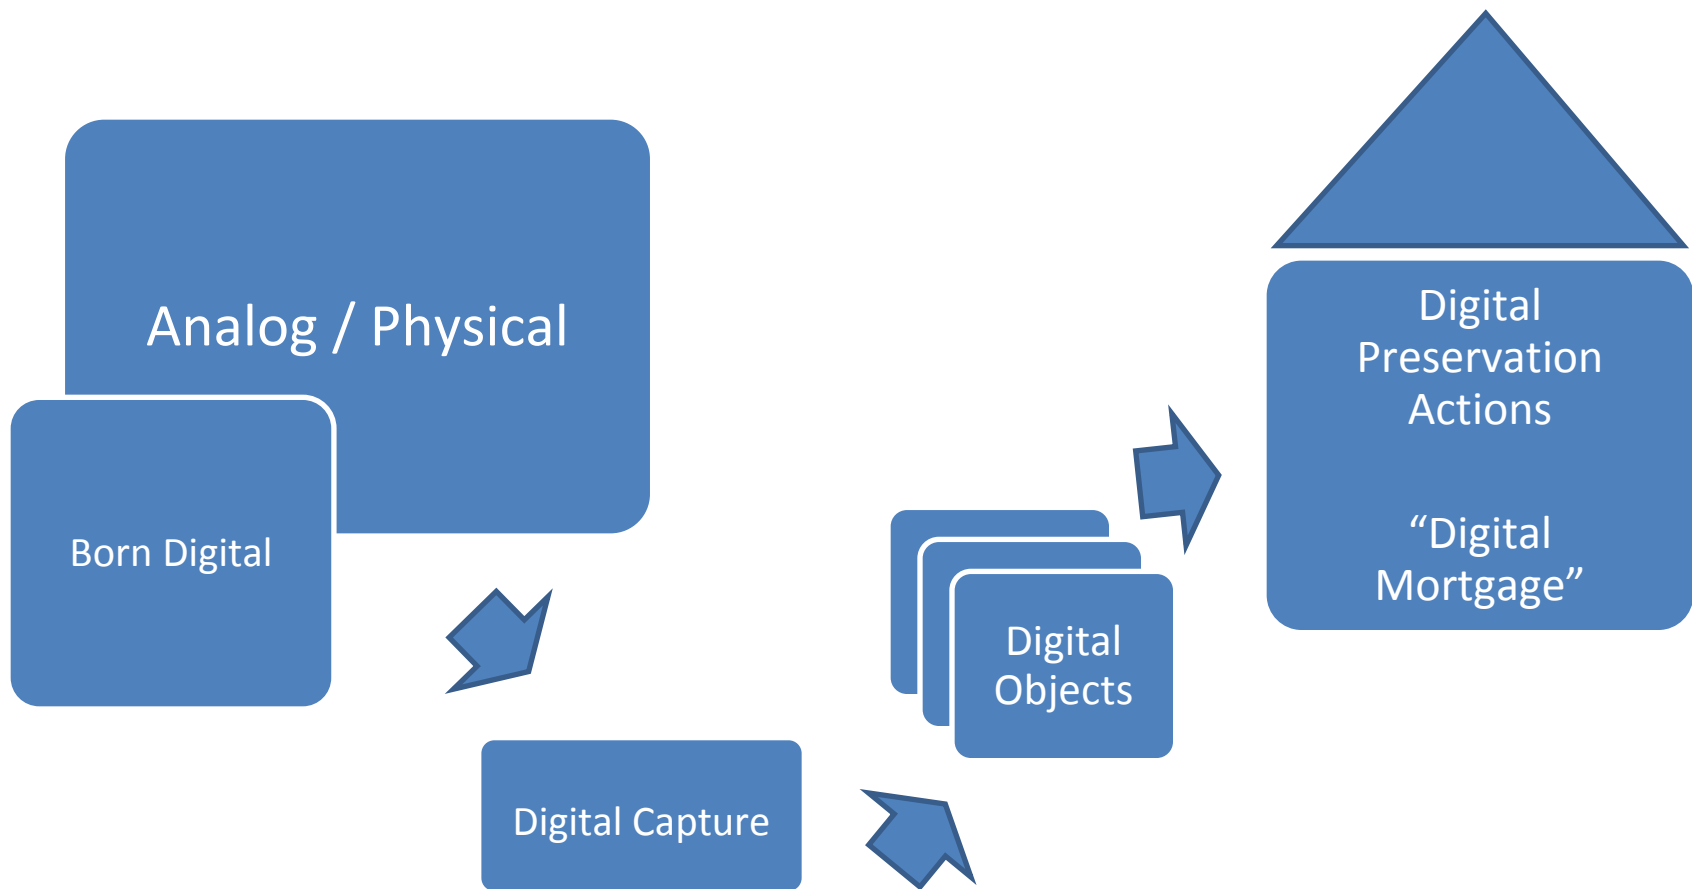 Analog / Physical
Born Digital
Digital Capture
Digital
Objects
Digital
Preservation
Actions
“Digital
Mortgage”